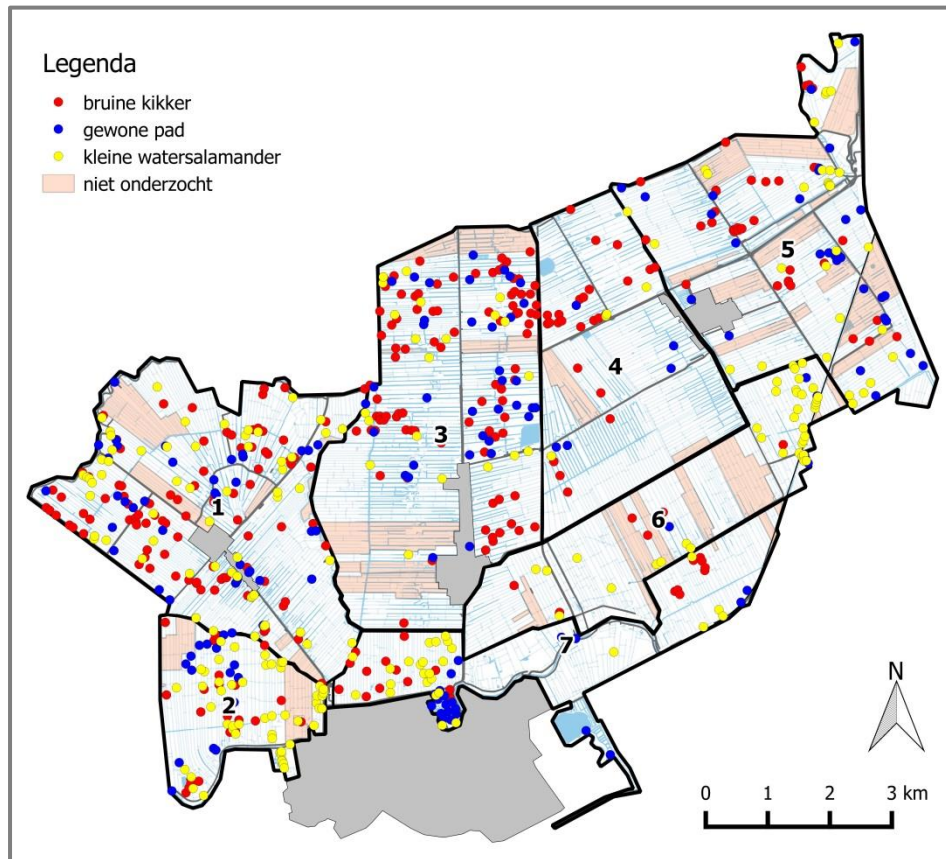 Legenda
bruine kikker
gewone pad
kleine watersalamander
niet onderzocht
5
4
3
1
6
7
2
N
0 1 2 3 km